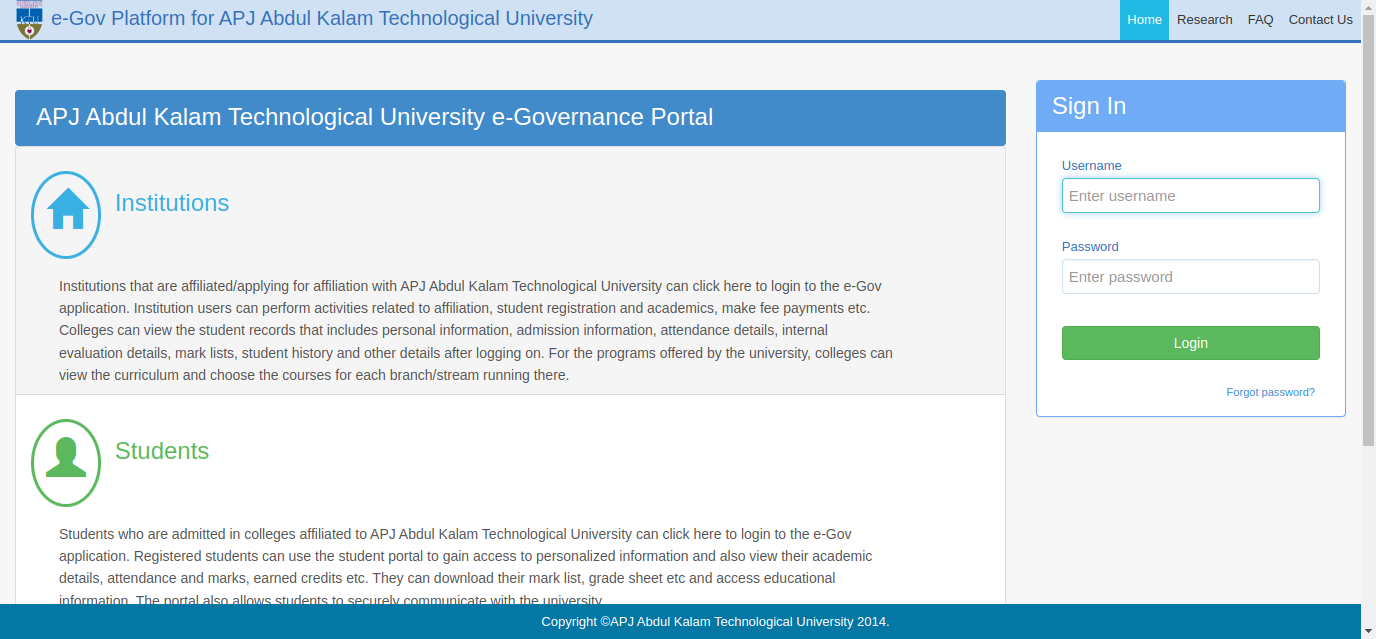 e-Gov Platform for APJ Abdul Kalam Technological University
Home Research FAQ Contact Us
APJ Abdul Kalam Technological University e-Governance Portal
Institutions
Institutions that are affiliated/applying for affiliation with APJ Abdul Kalam Technological University can click here to login to the e-Gov
application. Institution users can perform activities related to affiliation, student registration and academics, make fee payments etc.
Colleges can view the student records that includes personal information, admission information, attendance details, internal
evaluation details, mark lists, student history and other details after logging on. For the programs offered by the university, colleges can
view the curriculum and choose the courses for each branch/stream running there.
Students
Students who are admitted in colleges affiliated to APJ Abdul Kalam Technological University can click here to login to the e-Gov
application. Registered students can use the student portal to gain access to personalized information and also view their academic
details, attendance and marks, earned credits etc. They can download their mark list, grade sheet etc and access educational
information. The portal also allows students to securely communicate with the university.
Sign In
Username
Enter username
Password
Enter password
Login
Forgot password?
Copyright ©APJ Abdul Kalam Technological University 2014.